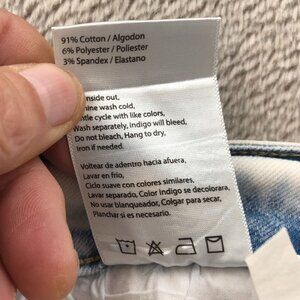 91% Cotton / Algodon
6% Polyester / Poliester
3% Spandex / Elastano
inside out,
wash cold,
cycle with like colors,
Wash separately, indigo will bleed,
Do not bleach, Hang to dry,
Iron if needed.
Voltear de adentro hacia afuera,
Lavar en frio,
Ciclo suave con colores similares.
Lavar separado, Color Indigo se decolorara,
No usar blanqueador, Colgar para secar,
Planchar si es necesario.